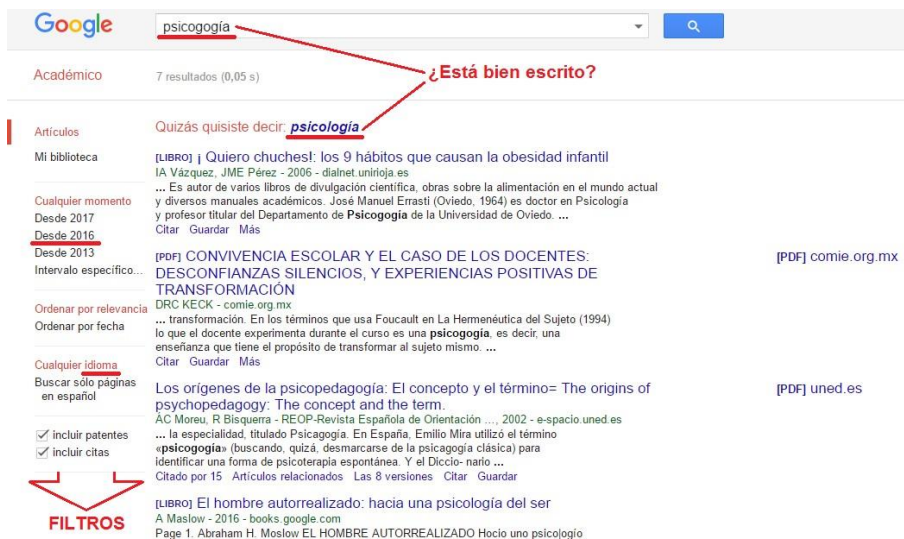 Google
psicogogía
Académico
7 resultados (0,05 s)
¿Está bien escrito?
Artículos
Mi biblioteca
Cualquier momento
Desde 2017
Desde 2016
Desde 2013
Intervalo específico...
Ordenar por relevancia
Ordenar por fecha
Cualquier idioma
Buscar sólo páginas
en español
incluir patentes
incluir citas
FILTROS
Quizás quisiste decir: psicología
[LIBRO] ¡ Quiero chuches!: los 9 hábitos que causan la obesidad infantil
IA Vázquez, JME Pérez - 2006 - dialnet.unirioja.es
... Es autor de varios libros de divulgación científica, obras sobre la alimentación en el mundo actual
y diversos manuales académicos. José Manuel Errasti (Oviedo, 1964) es doctor en Psicología
y profesor titular del Departamento de Psicogogía de la Universidad de Oviedo. ...
Citar Guardar Más
[PDF] CONVIVENCIA ESCOLAR Y EL CASO DE LOS DOCENTES:
DESCONFIANZAS SILENCIOS, Y EXPERIENCIAS POSITIVAS DE
TRANSFORMACIÓN
DRC KECK - comie.org.mx
... transformación. En los términos que usa Foucault en La Hermenéutica del Sujeto (1994)
lo que el docente experimenta durante el curso es una psicogogía, es decir, una
enseñanza que tiene el propósito de transformar al sujeto mismo. ...
Citar Guardar Más
[PDF] comie.org.mx
Los orígenes de la psicopedagogía: El concepto y el término= The origins of
psychopedagogy: The concept and the term.
ÁC Moreu, R Bisquerra - REOP-Revista Española de Orientación ..., 2002 - e-spacio.uned.es
... la especialidad, titulado Psicagogía. En España, Emilio Mira utilizó el término
«psicogogía» (buscando, quizá, desmarcarse de la psicagogía clásica) para
identificar una forma de psicoterapia espontánea. Y el Diccio- nario ...
Citado por 15 Artículos relacionados Las 8 versiones Citar Guardar
[PDF] uned.es
[LIBRO] El hombre autorrealizado: hacia una psicología del ser
A Maslow - 2016 - books.google.com
Page 1. Abraham H. Moslow EL HOMBRE AUTORREALIZADO Hocio uno psicología